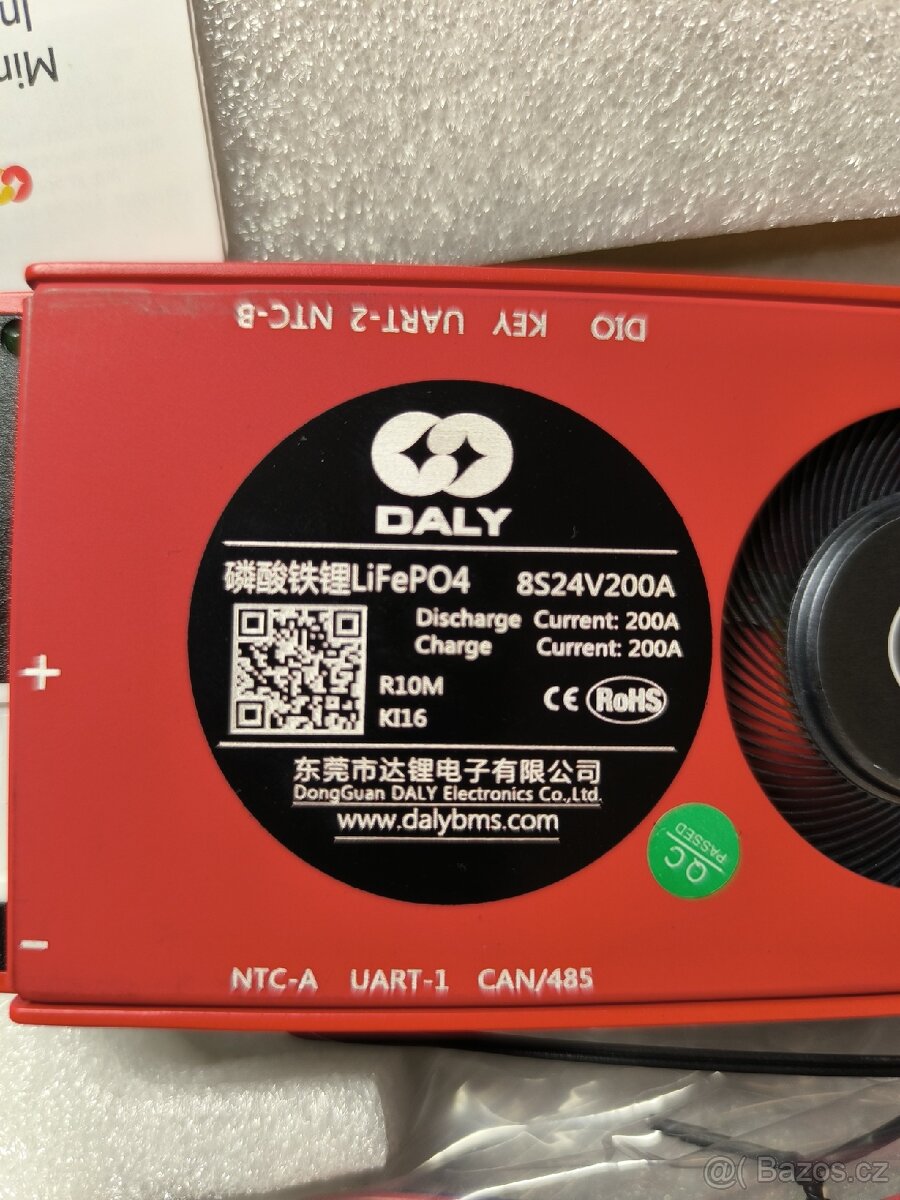 Min
In
DIO KEY UART-2 NTC-B
DALY
磷酸铁锂LiFePO4 8S24V200A
Discharge Current: 200A
Charge Current: 200A
R10M
KI16
CE RoHS
东莞市达锂电子有限公司
DongGuan DALY Electronics Co.,Ltd.
www.dalybms.com
QC
PASSED
+
-
NTC-A UART-1 CAN/485
@( Bazos.cz